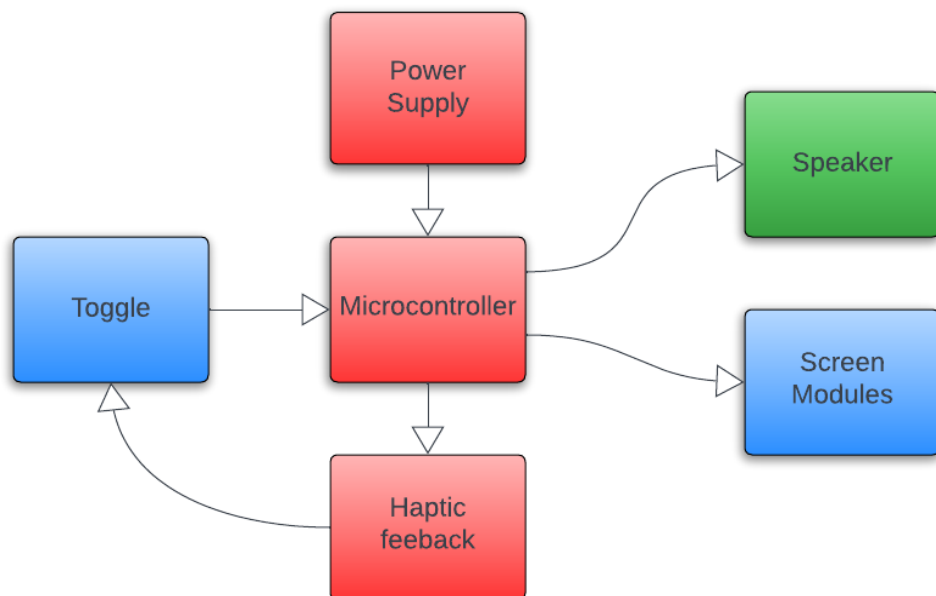 Power
Supply
Speaker
Toggle
Microcontroller
Screen
Modules
Haptic
feeback